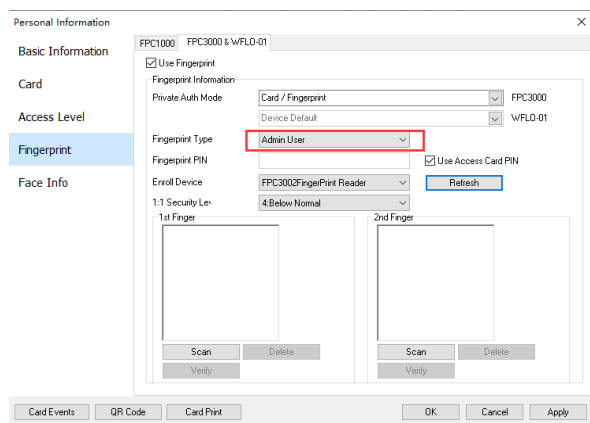 Personal Information
Basic Information
Card
Access Level
Fingerprint
Face Info
FPC1000 FPC3000 & WFLO-01
Use Fingerprint
Fingerprint Information
Private Auth Mode Card / Fingerprint FPC3000
Device Default WFLO-01
Fingerprint Type Admin User
Fingerprint PIN Use Access Card PIN
Enroll Device FPC3002FingerPrint Reader Refresh
1:1 Security Lev 4:Below Normal
1st Finger 2nd Finger
Scan Delete Scan Delete
Verify Verify
Card Events QR Code Card Print OK Cancel Apply